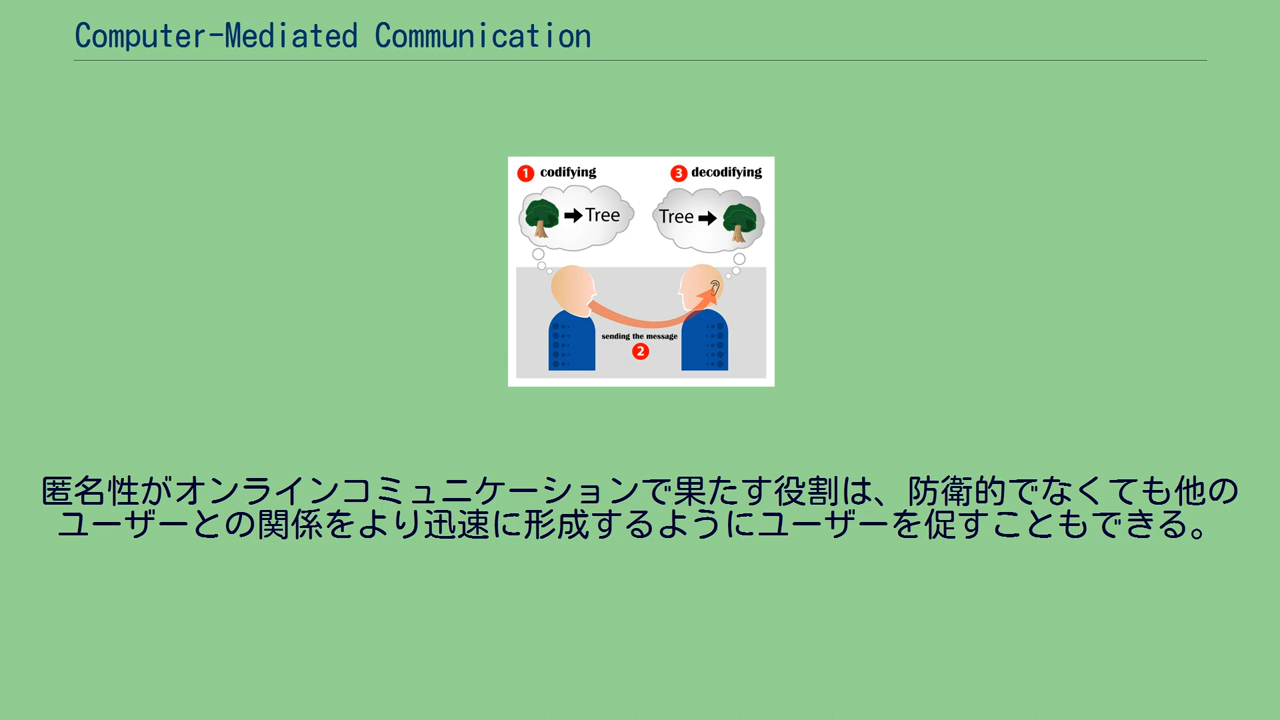 Computer-Mediated Communication
1 codifying
3 decodifying
Tree
Tree
sending the message
2
匿名性がオンラインコミュニケーションで果たす役割は、防衛的でなくても他の
ユーザーとの関係をより迅速に形成するようにユーザーを促すこともできる。